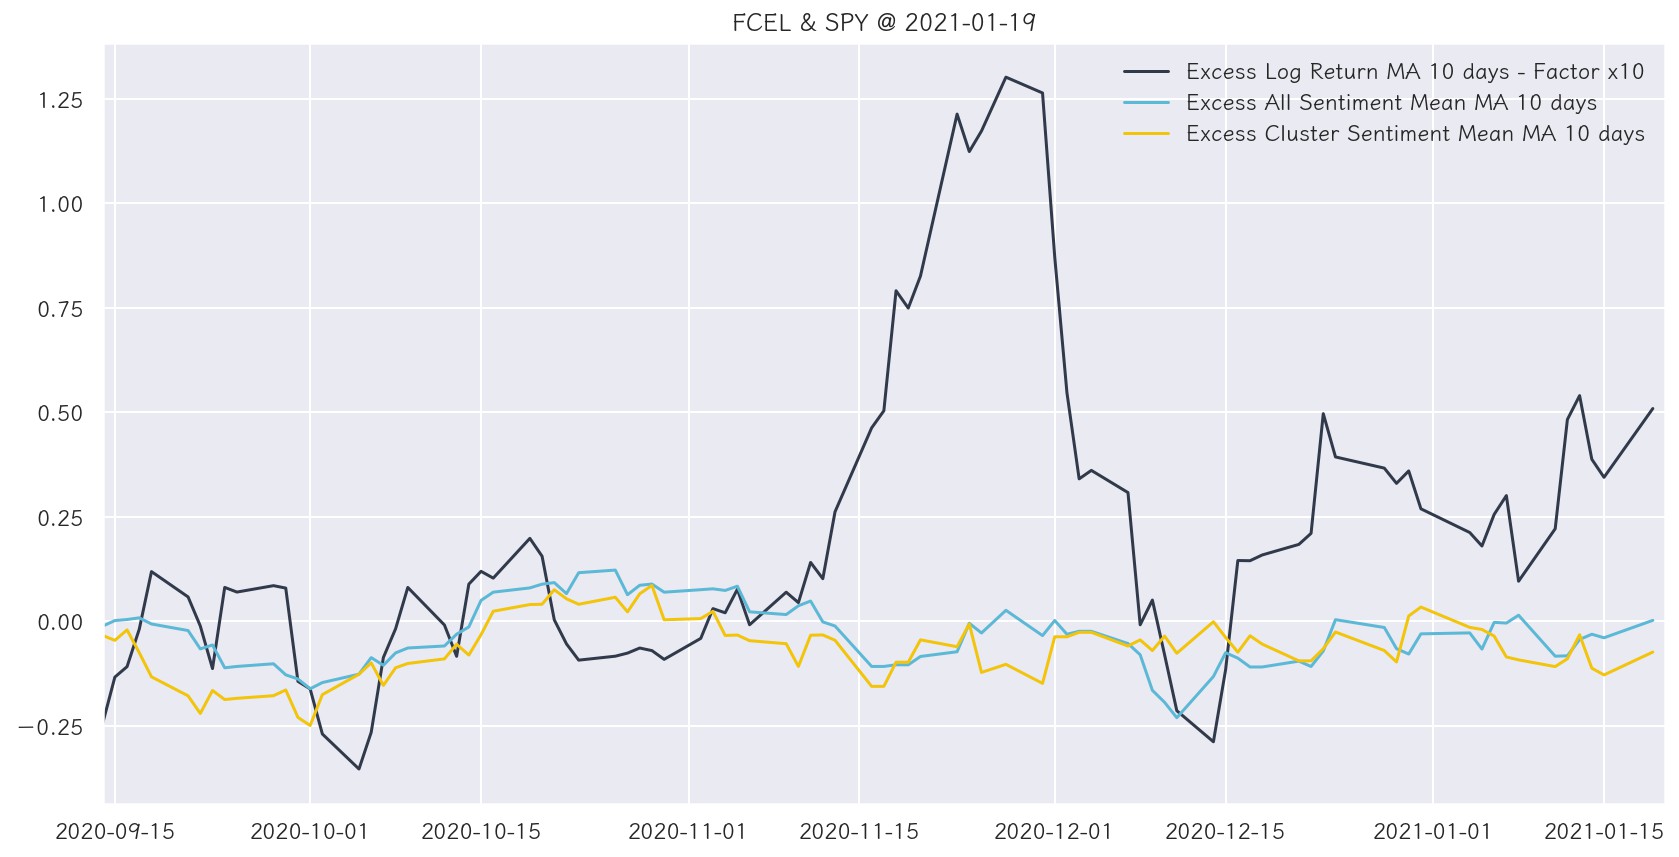 FCEL & SPY @ 2021-01-19
Excess Log Return MA 10 days - Factor x10
Excess All Sentiment Mean MA 10 days
Excess Cluster Sentiment Mean MA 10 days
1.25
1.00
0.75
0.50
0.25
0.00
−0.25
2020-09-15 2020-10-01 2020-10-15 2020-11-01 2020-11-15 2020-12-01 2020-12-15 2021-01-01 2021-01-15